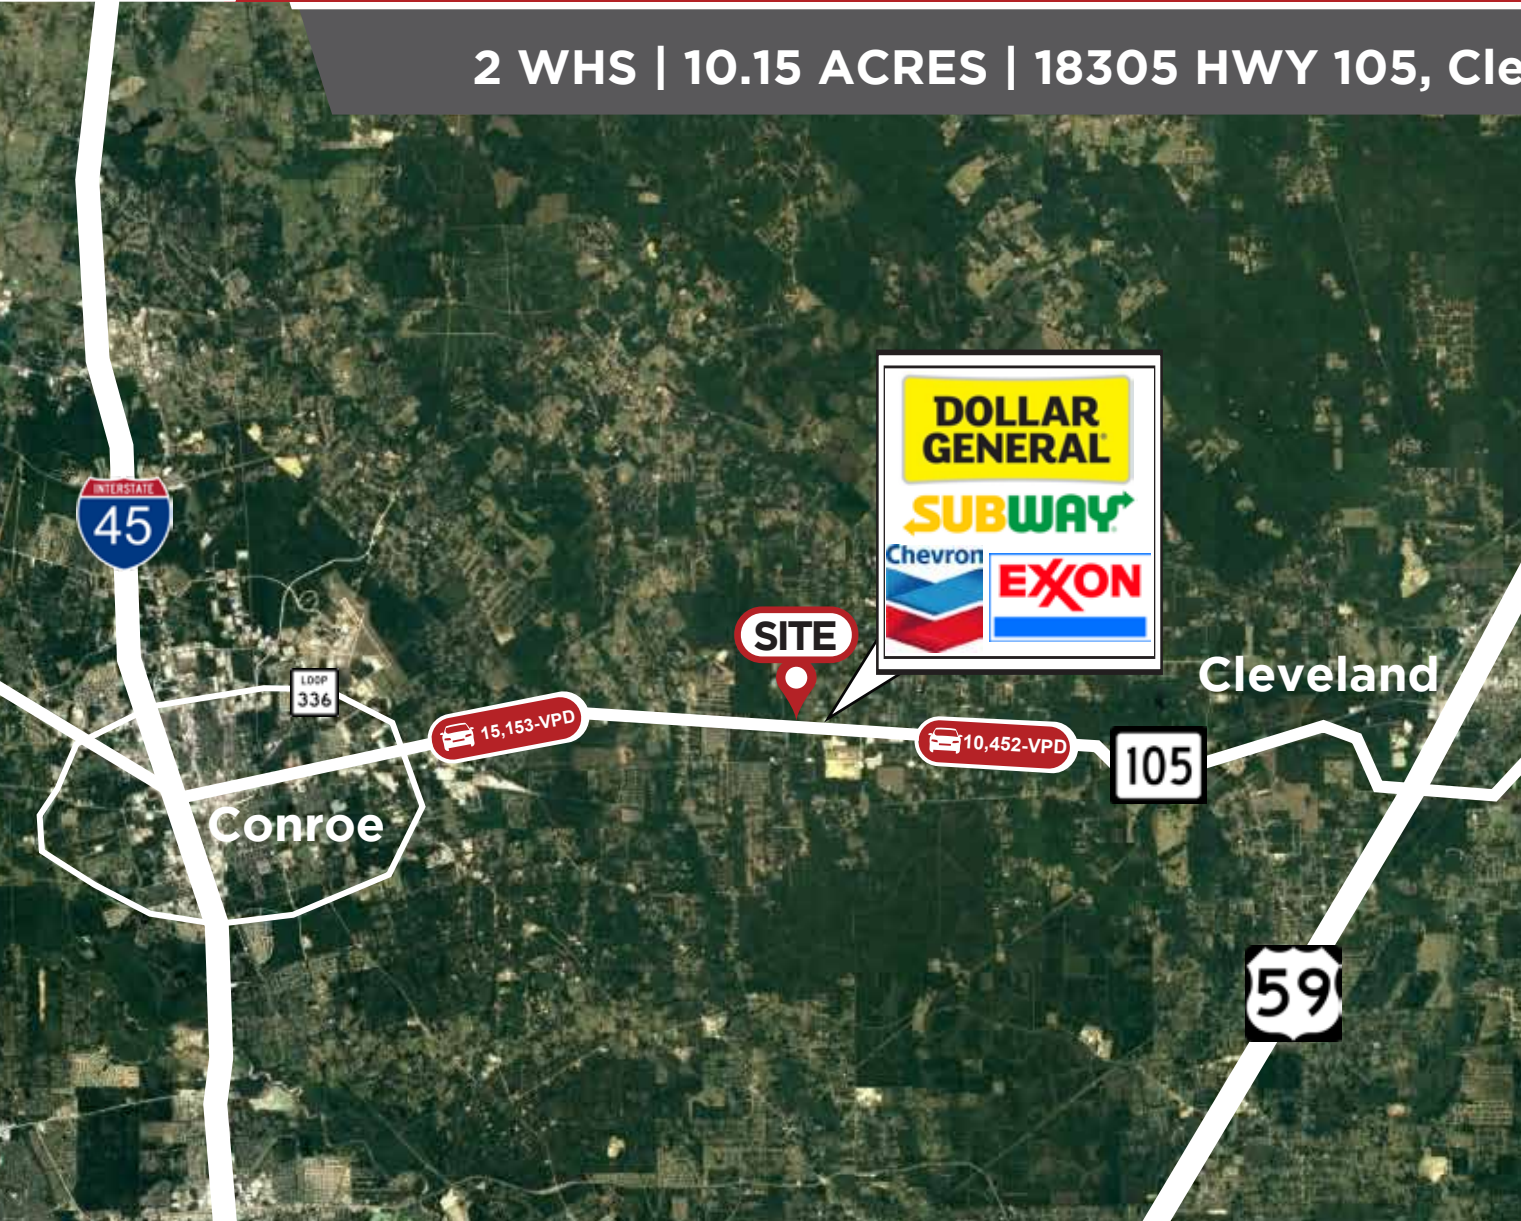 2 WHS | 10.15 ACRES | 18305 HWY 105, Cle
DOLLAR
GENERAL
SUBWAY
Chevron
EXXON
INTERSTATE
45
SITE
LOOP
336
Cleveland
15,153-VPD
10,452-VPD
105
Conroe
59